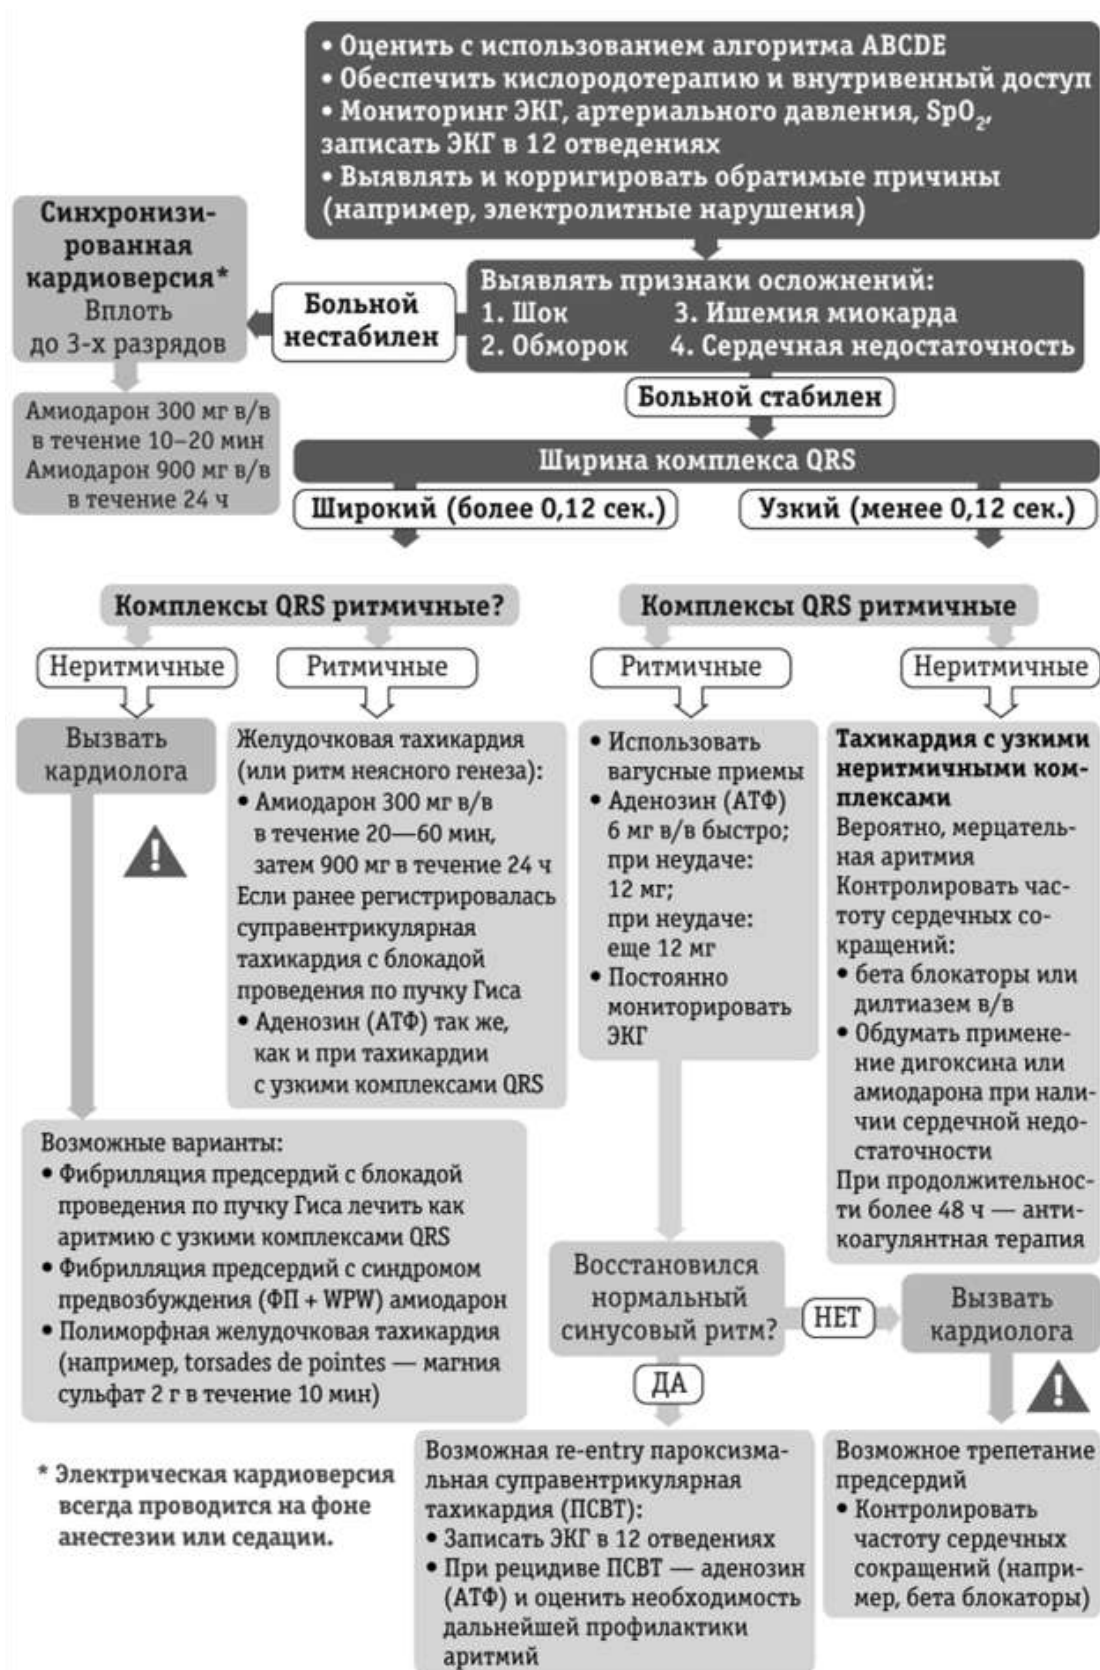 • Оценить с использованием алгоритма ABCDE
• Обеспечить кислородотерапию и внутривенный доступ
• Мониторинг ЭКГ, артериального давления, SpO₂,
записать ЭКГ в 12 отведениях
• Выявлять и корригировать обратимые причины
(например, электролитные нарушения)
Синхронизи-
рованная
кардиоверсия*
Вплоть
до 3-х разрядов
Больной
нестабилен
Выявлять признаки осложнений:
1. Шок 3. Ишемия миокарда
2. Обморок 4. Сердечная недостаточность
Больной стабилен
Амиодарон 300 мг в/в
в течение 10–20 мин
Амиодарон 900 мг в/в
в течение 24 ч
Ширина комплекса QRS
Широкий (более 0,12 сек.)
Узкий (менее 0,12 сек.)
Комплексы QRS ритмичные?
Комплексы QRS ритмичные
Неритмичные
Ритмичные
Ритмичные
Неритмичные
Вызвать
кардиолога
!
Желудочковая тахикардия
(или ритм неясного генеза):
• Амиодарон 300 мг в/в
в течение 20—60 мин,
затем 900 мг в течение 24 ч
Если ранее регистрировалась
суправентрикулярная
тахикардия с блокадой
проведения по пучку Гиса
• Аденозин (АТФ) так же,
как и при тахикардии
с узкими комплексами QRS
• Использовать
вагусные приемы
• Аденозин (АТФ)
6 мг в/в быстро;
при неудаче:
12 мг;
при неудаче:
еще 12 мг
• Постоянно
мониторировать
ЭКГ
Тахикардия с узкими
неритмичными ком-
плексами
Вероятно, мерцатель-
ная аритмия
Контролировать час-
тоту сердечных со-
кращений:
• бета блокаторы или
дилтиазем в/в
• Обдумать примене-
ние дигоксина или
амиодарона при нали-
чии сердечной недо-
статочности
При продолжительнос-
ти более 48 ч — анти-
коагулянтная терапия
Возможные варианты:
• Фибрилляция предсердий с блокадой
проведения по пучку Гиса лечить как
аритмию с узкими комплексами QRS
• Фибрилляция предсердий с синдромом
предвозбуждения (ФП + WPW) амиодарон
• Полиморфная желудочковая тахикардия
(например, torsades de pointes — магния
сульфат 2 г в течение 10 мин)
Восстановился
нормальный
синусовый ритм?
НЕТ
Вызвать
кардиолога
ДА
!
* Электрическая кардиоверсия
всегда проводится на фоне
анестезии или седации.
Возможная re-entry пароксизма-
льная суправентрикулярная
тахикардия (ПСВТ):
• Записать ЭКГ в 12 отведениях
• При рецидиве ПСВТ — аденозин
(АТФ) и оценить необходимость
дальнейшей профилактики
аритмий
Возможное трепетание
предсердий
• Контролировать
частоту сердечных
сокращений (напри-
мер, бета блокаторы)